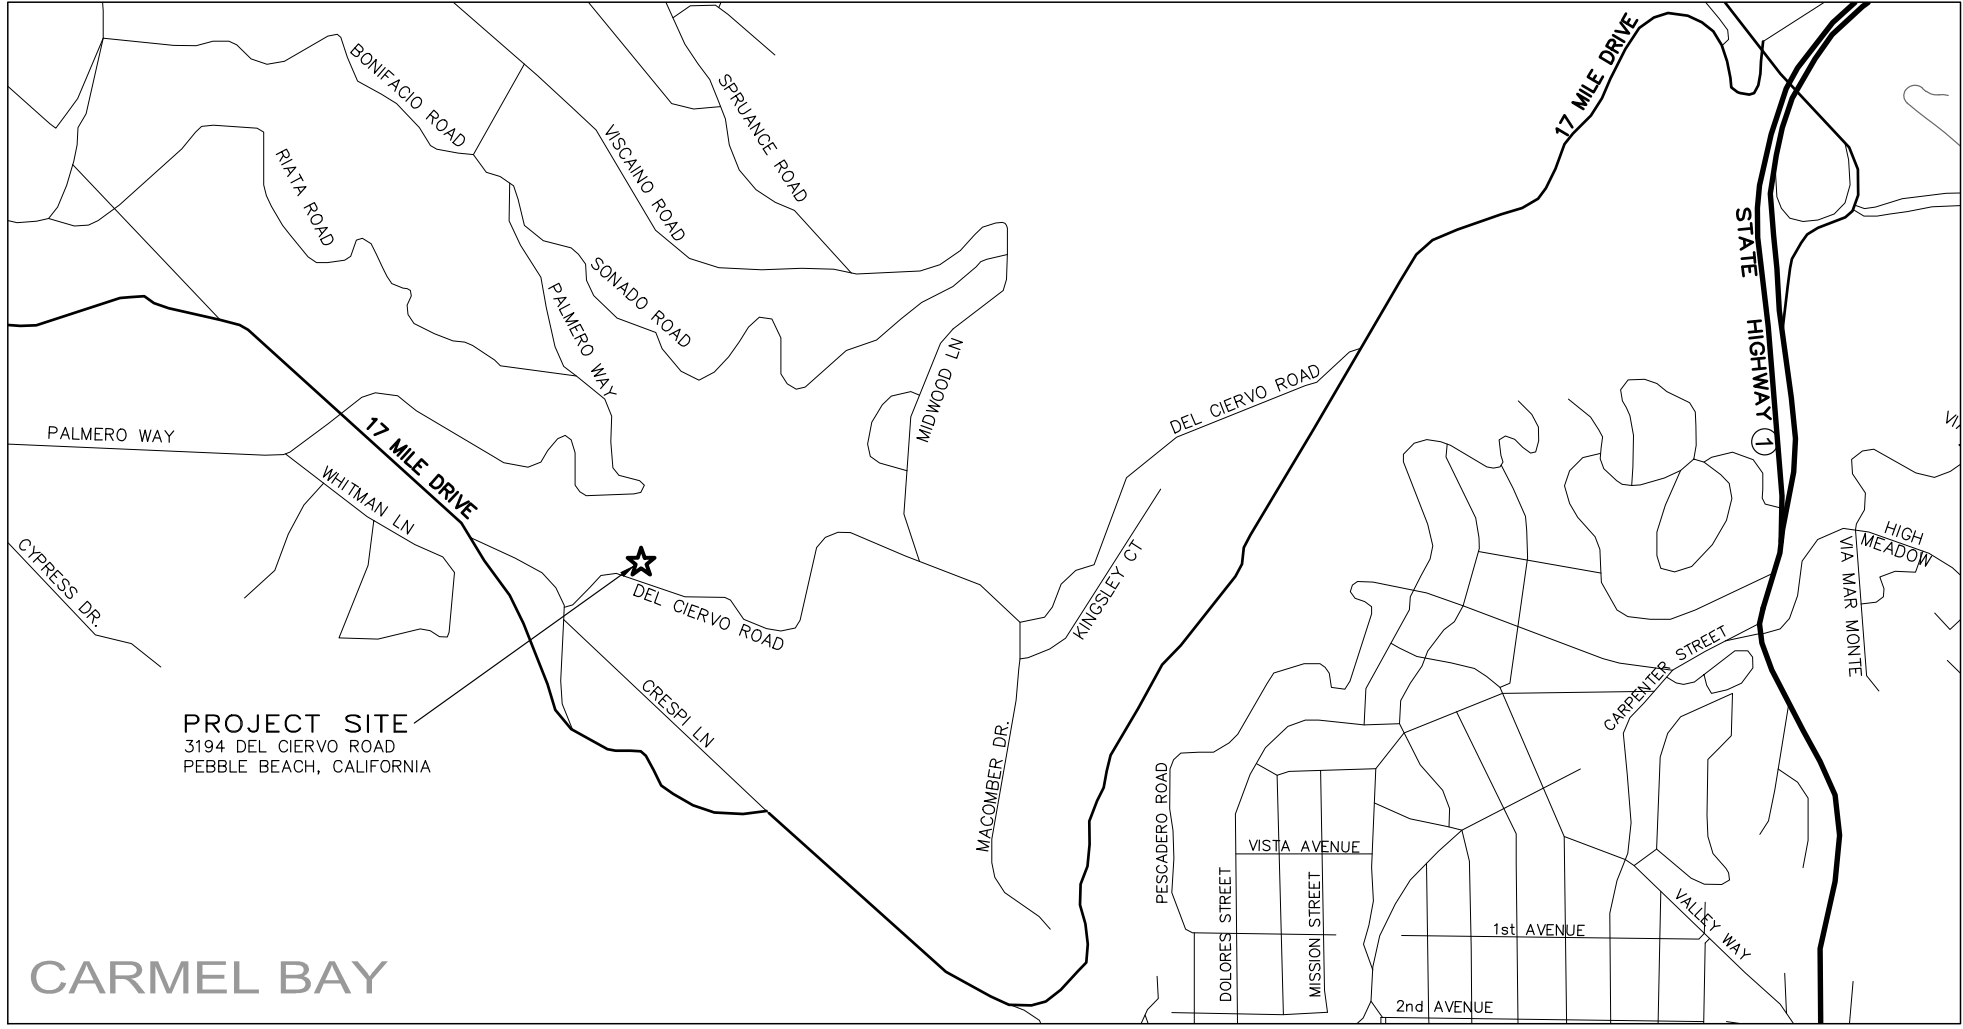 BONIFACIO ROAD
SPRUANCE ROAD
17 MILE DRIVE
VISCAINO ROAD
RIATA ROAD
STATE HIGHWAY 1
SONADO ROAD
PALMERO WAY
MIDWOOD LN
DEL CIERVO ROAD
PALMERO WAY
17 MILE DRIVE
WHITMAN LN
CYPRESS DR.
KINGSLEY CT
HIGH
MEADOW
VIA MAR MONTE
DEL CIERVO ROAD
CARPENTER STREET
CRESPI LN
PROJECT SITE
3194 DEL CIERVO ROAD
PEBBLE BEACH, CALIFORNIA
MACOMBER DR.
PESCADERO ROAD
VISTA AVENUE
DOLORES STREET
MISSION STREET
1st AVENUE
VALLEY WAY
2nd AVENUE
CARMEL BAY